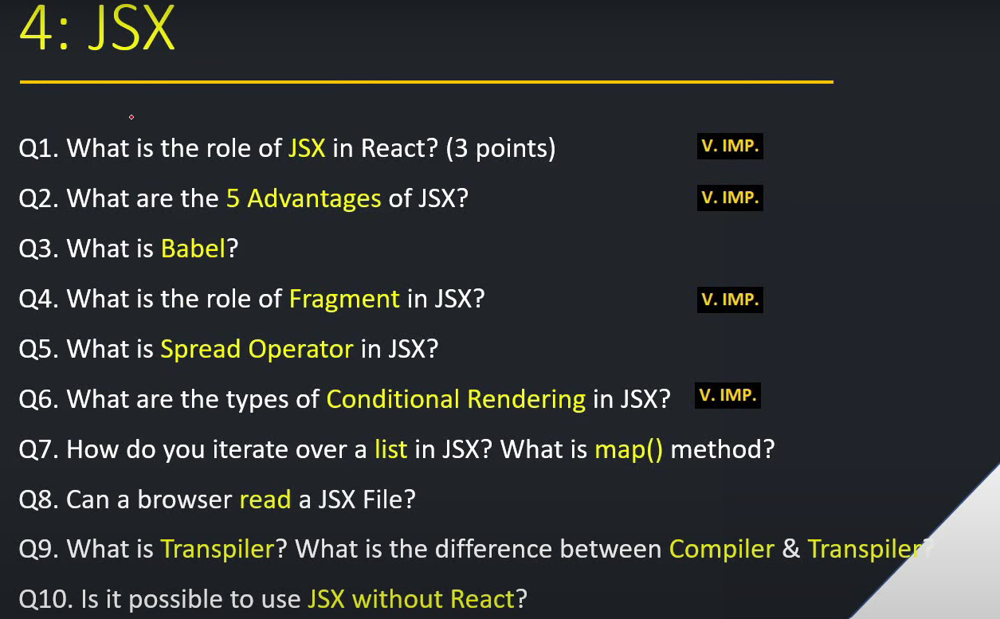 4: JSX
Q1. What is the role of JSX in React? (3 points) V. IMP.
Q2. What are the 5 Advantages of JSX? V. IMP.
Q3. What is Babel?
Q4. What is the role of Fragment in JSX? V. IMP.
Q5. What is Spread Operator in JSX?
Q6. What are the types of Conditional Rendering in JSX? V. IMP.
Q7. How do you iterate over a list in JSX? What is map() method?
Q8. Can a browser read a JSX File?
Q9. What is Transpiler? What is the difference between Compiler & Transpiler?
Q10. Is it possible to use JSX without React?